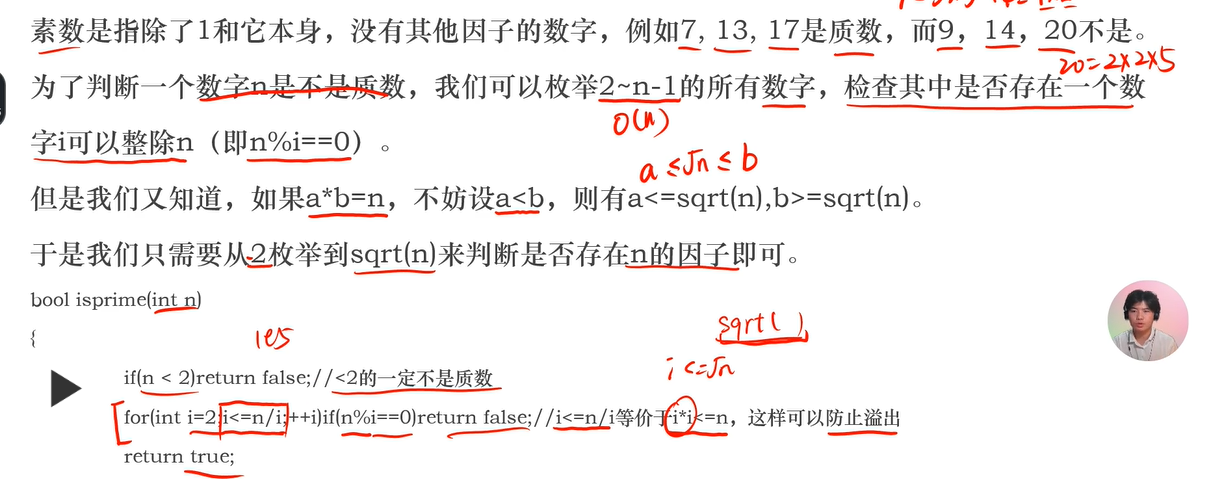 素数是指除了1和它本身，没有其他因子的数字，例如7, 13, 17是质数，而9，14，20不是。
20=2×2×5
为了判断一个数字n是不是质数，我们可以枚举2~n-1的所有数字，检查其中是否存在一个数
O(n)
字i可以整除n（即n%i==0）。
a ≤√n ≤ b
但是我们又知道，如果a*b=n，不妨设a<b，则有a<=sqrt(n),b>=sqrt(n)。
于是我们只需要从2枚举到sqrt(n)来判断是否存在n的因子即可。
bool isprime(int n)
{
1e5
sqrt( )
i<=√n
if(n < 2)return false;//<2的一定不是质数
for(int i=2;i<=n/i;++i)if(n%i==0)return false;//i<=n/i等价于i*i<=n，这样可以防止溢出
return true;